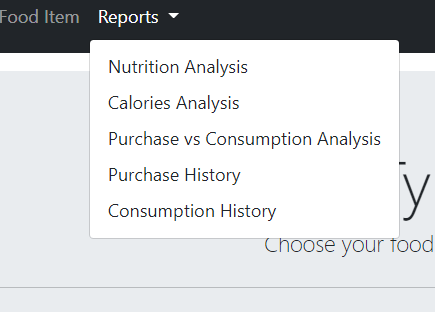 Food Item Reports
Nutrition Analysis
Calories Analysis
Purchase vs Consumption Analysis
Purchase History
Consumption History
Choose your food